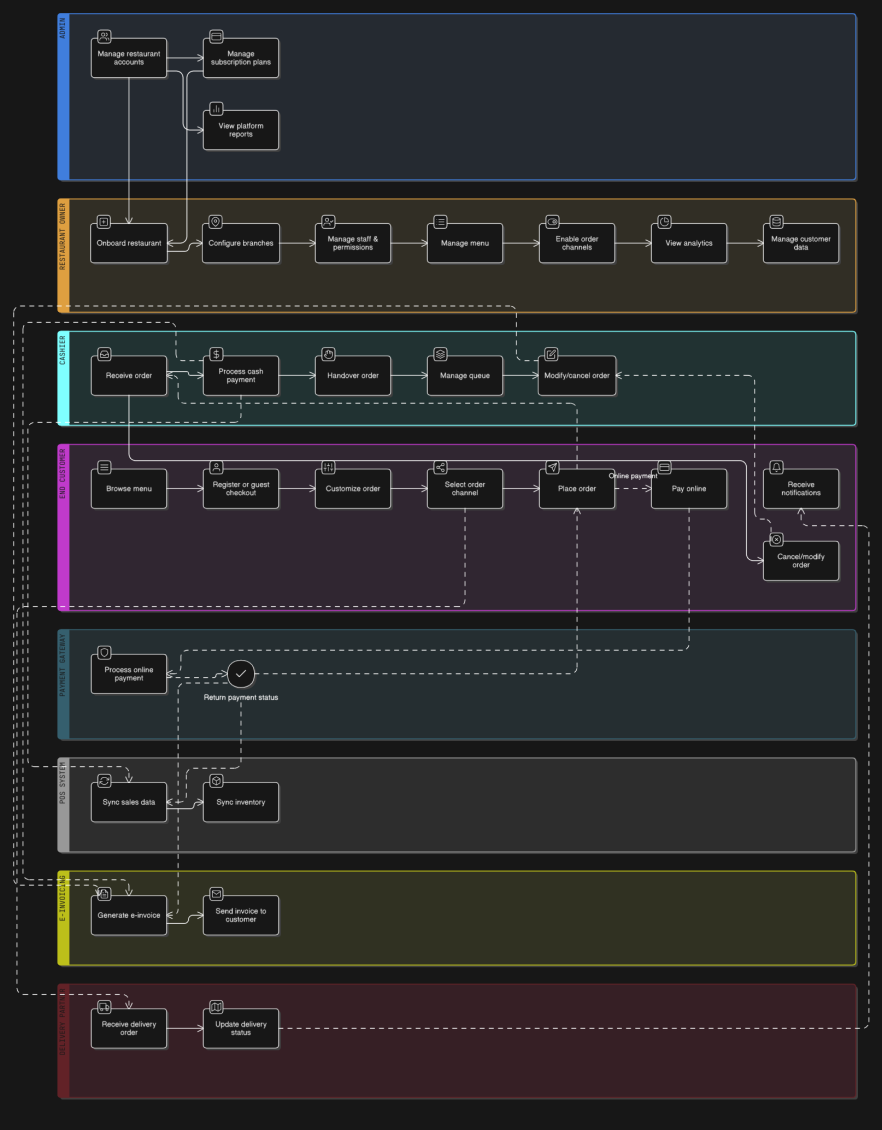 ADMIN
Manage restaurant
accounts
Manage
subscription plans
View platform
reports
RESTAURANT OWNER
Onboard restaurant
Configure branches
Manage staff &
permissions
Manage menu
Enable order
channels
View analytics
Manage customer
data
CASHIER
Receive order
Process cash
payment
Handover order
Manage queue
Modify/cancel order
END CUSTOMER
Browse menu
Register or guest
checkout
Customize order
Select order
channel
Place order
Online payment
Pay online
Receive
notifications
Cancel/modify
order
PAYMENT GATEWAY
Process online
payment
Return payment status
POS SYSTEM
Sync sales data
Sync inventory
E-INVOICING
Generate e-invoice
Send invoice to
customer
DELIVERY PARTNER
Receive delivery
order
Update delivery
status